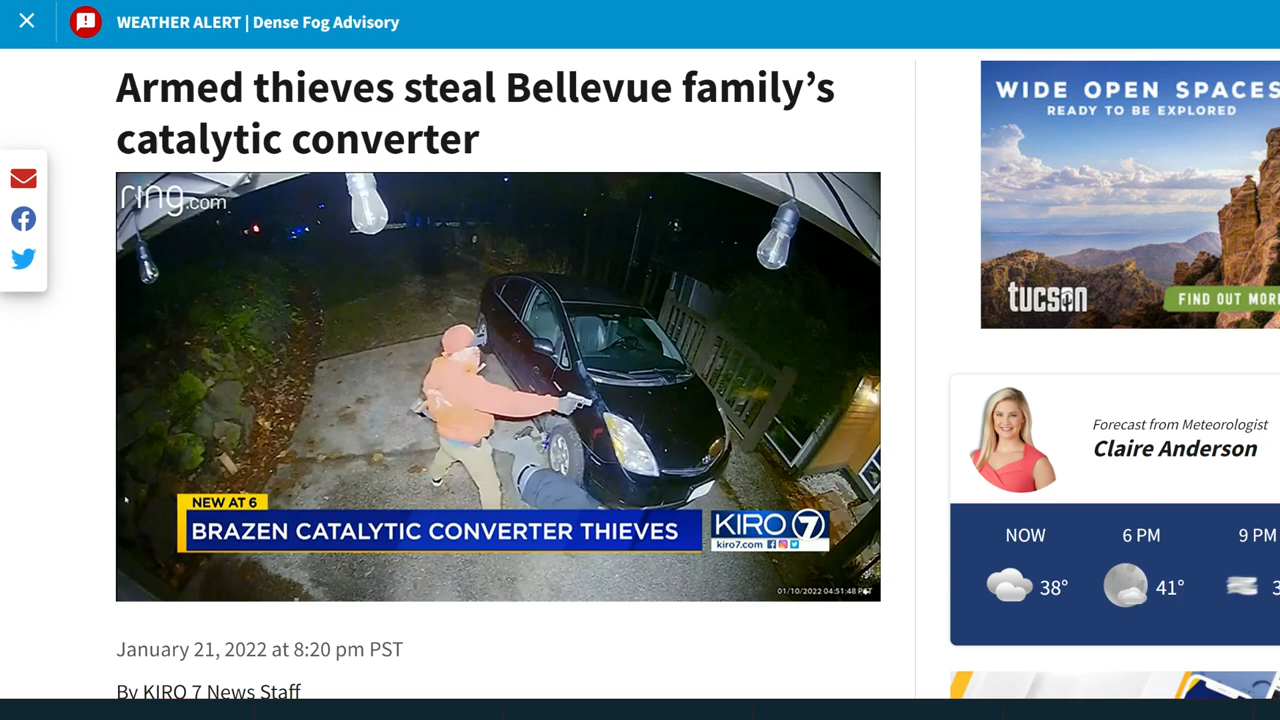 WEATHER ALERT | Dense Fog Advisory
Armed thieves steal Bellevue family’s
catalytic converter
ring.com
NEW AT 6
BRAZEN CATALYTIC CONVERTER THIEVES
KIRO 7
kiro7.com
01/10/2022 04:51:48 PST
January 21, 2022 at 8:20 pm PST
By KIRO 7 News Staff
WIDE OPEN SPACES
READY TO BE EXPLORED
tucson
FIND OUT MORE
Forecast from Meteorologist
Claire Anderson
NOW 6 PM 9 PM
38° 41° 3